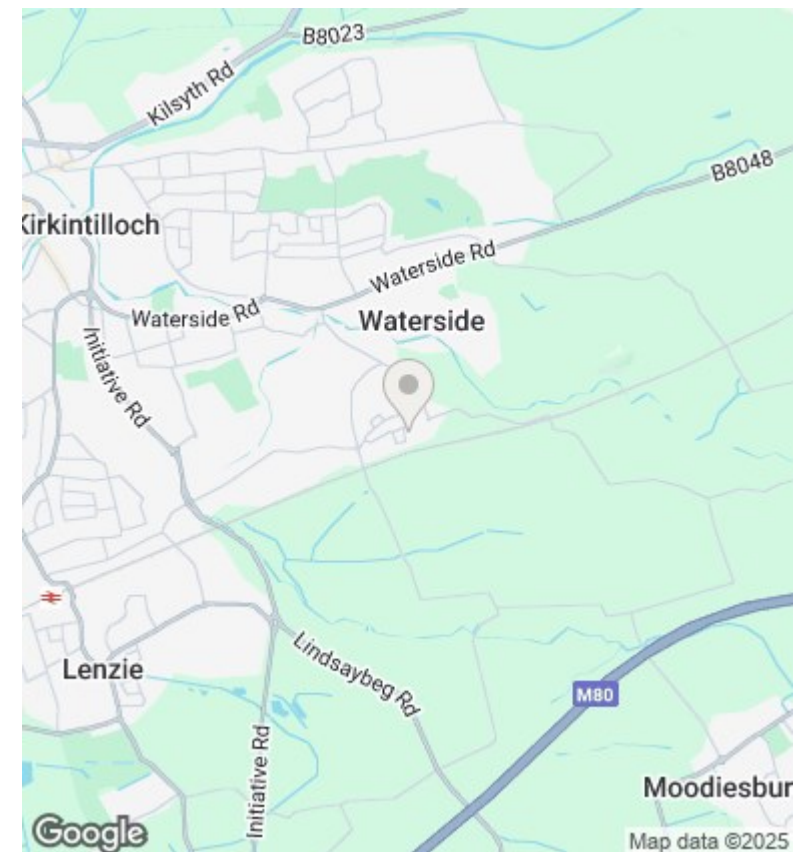 B8023
Kilsyth Rd
B8048
Kirkintilloch
Waterside Rd
Waterside Rd
Waterside
Initiative Rd
Lenzie
Lindsaybeg Rd
M80
Initiative Rd
Moodiesbur
Google
Map data ©2025